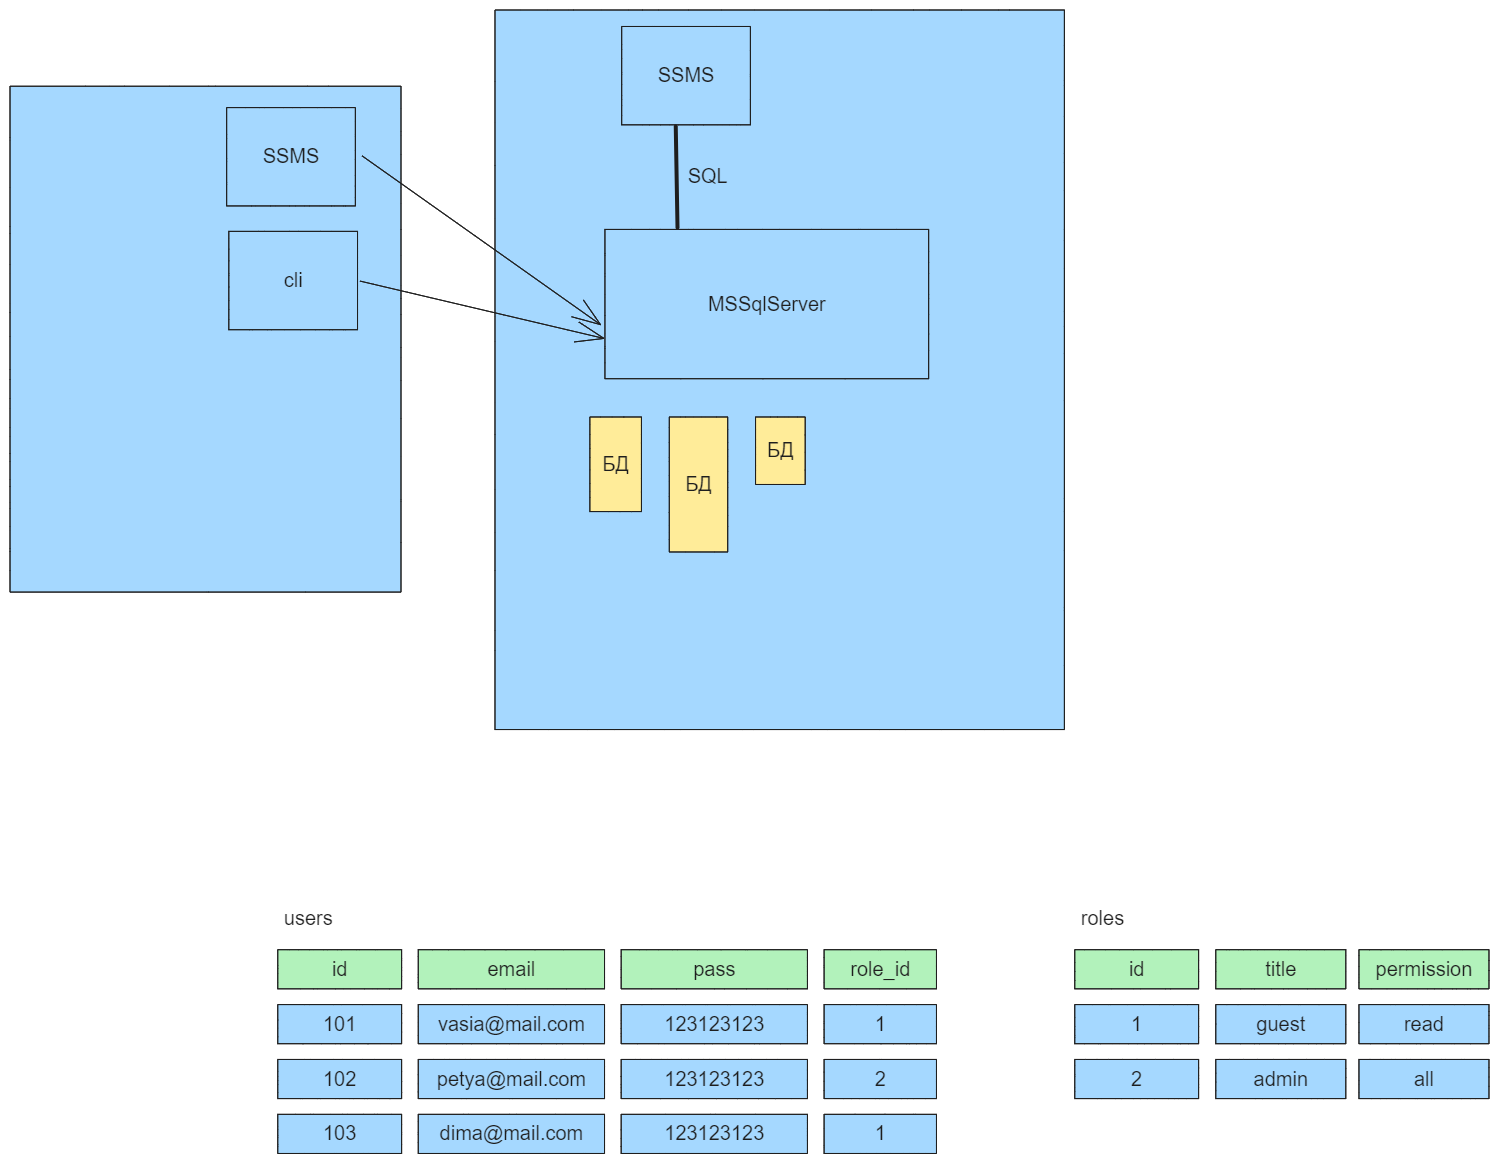 SSMS
SSMS
SQL
cli
MSSqlServer
БД
БД
БД
users
id email pass role_id
101 vasia@mail.com 123123123 1
102 petya@mail.com 123123123 2
103 dima@mail.com 123123123 1
roles
id title permission
1 guest read
2 admin all